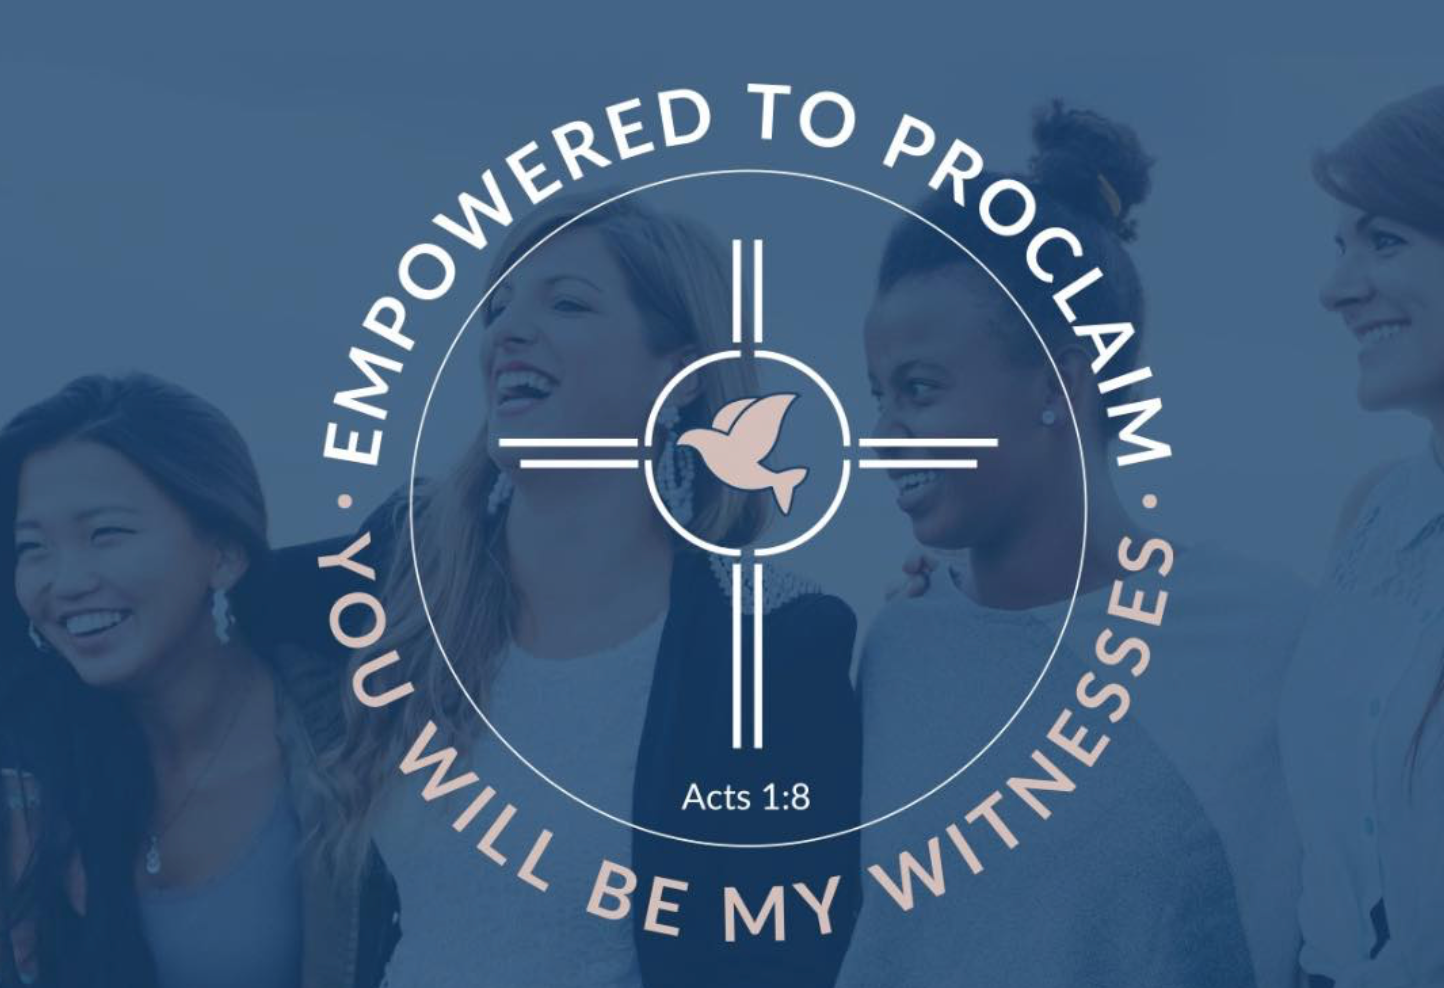 EMPOWERED TO PROCLAIM
· YOU WILL BE MY WITNESSES ·
Acts 1:8